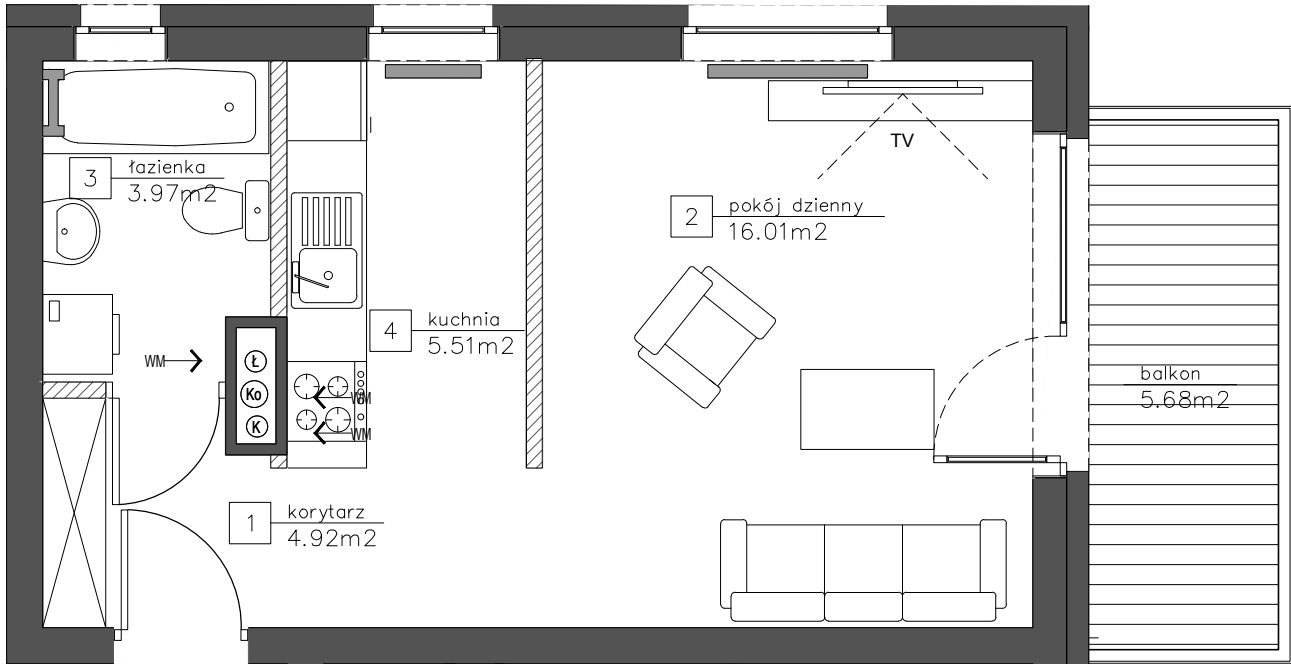 TV
3
łazienka
3.97m2
2
pokój dzienny
16.01m2
4
kuchnia
5.51m2
WM
Ł
Ko
K
WM
WM
balkon
5.68m2
1
korytarz
4.92m2